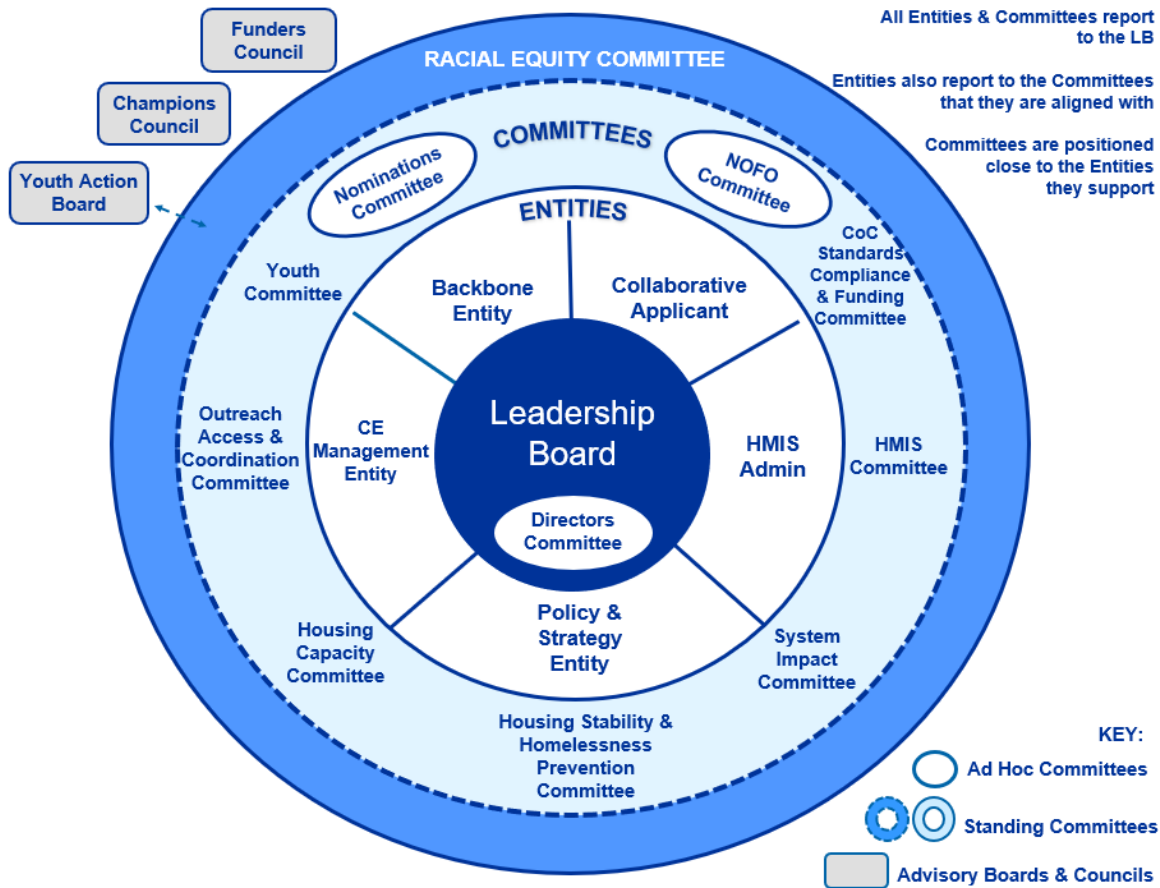 Funders
Council
Champions
Council
Youth Action
Board
All Entities & Committees report
to the LB
Entities also report to the Committees
that they are aligned with
Committees are positioned
close to the Entities
they support
RACIAL EQUITY COMMITTEE
COMMITTEES
Nominations
Committee
NOFO
Committee
ENTITIES
Youth
Committee
Backbone
Entity
Collaborative
Applicant
CoC
Standards
Compliance
& Funding
Committee
Outreach
Access &
Coordination
Committee
CE
Management
Entity
Leadership
Board
HMIS
Admin
HMIS
Committee
Directors
Committee
Housing
Capacity
Committee
Policy &
Strategy
Entity
System
Impact
Committee
Housing Stability &
Homelessness
Prevention
Committee
KEY:
Ad Hoc Committees
Standing Committees
Advisory Boards & Councils